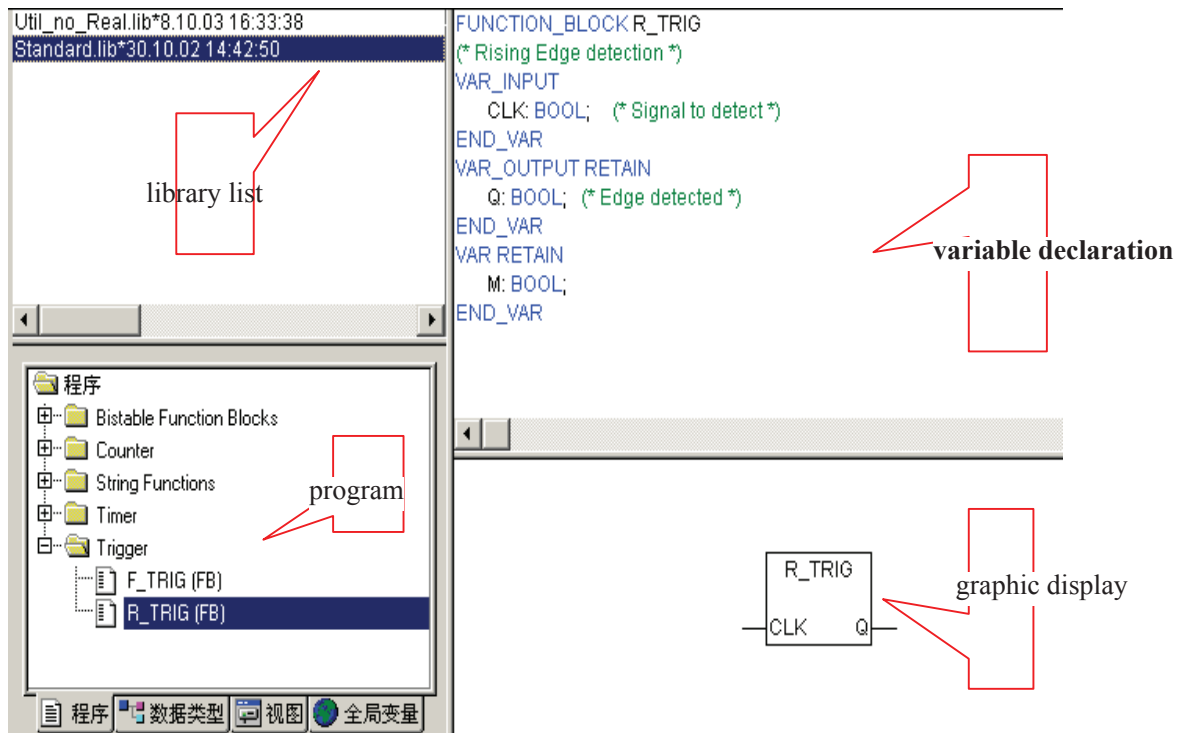 Util_no_Real.lib*8.10.03 16:33:38
Standard.lib*30.10.02 14:42:50
library list
FUNCTION_BLOCK R_TRIG
(* Rising Edge detection *)
VAR_INPUT
CLK: BOOL; (* Signal to detect *)
END_VAR
VAR_OUTPUT RETAIN
Q: BOOL; (* Edge detected *)
END_VAR
VAR RETAIN
M: BOOL;
END_VAR
variable declaration
程序
Bistable Function Blocks
Counter
String Functions
Timer
Trigger
F_TRIG (FB)
R_TRIG (FB)
program
程序 数据类型 视图 全局变量
R_TRIG
CLK Q
graphic display